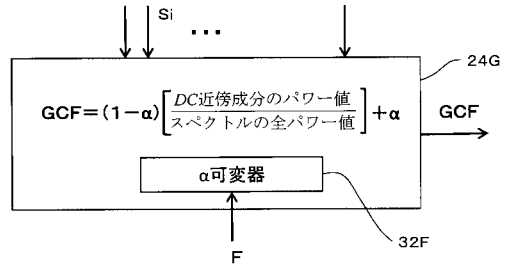 Si
...
24G
GCF=(1-α)[DC近傍成分のパワー値/スペクトルの全パワー値]+α
GCF
α可変器
32F
F